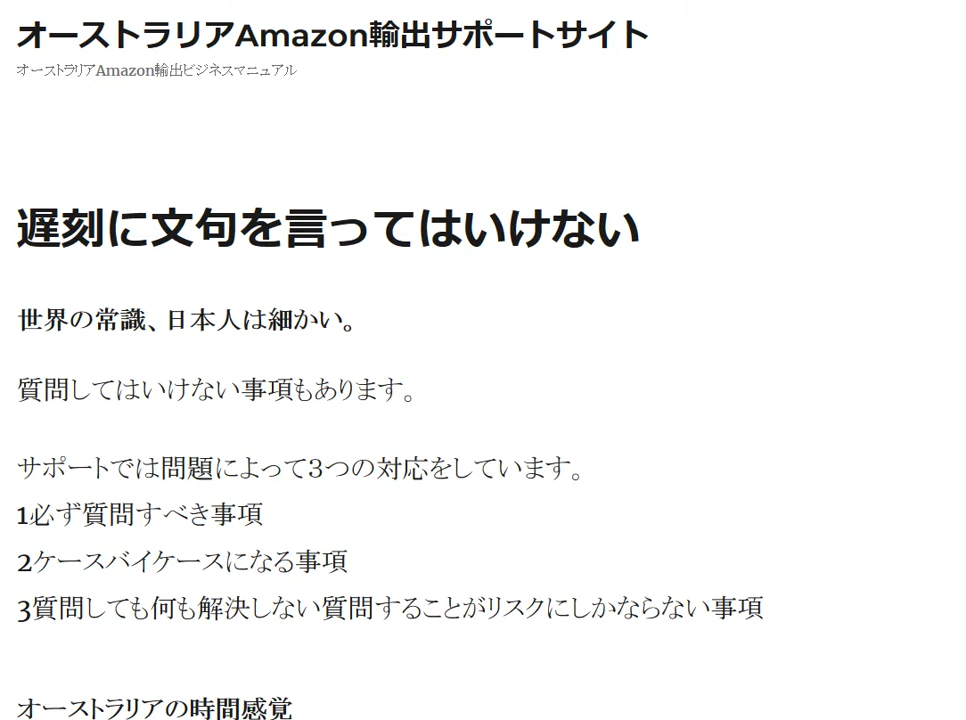 オーストラリアAmazon輸出サポートサイト
オーストラリアAmazon輸出ビジネスマニュアル
遅刻に文句を言ってはいけない
世界の常識、日本人は細かい。
質問してはいけない事項もあります。
サポートでは問題によって３つの対応をしています。
1必ず質問すべき事項
2ケースバイケースになる事項
3質問しても何も解決しない質問することがリスクにしかならない事項
オーストラリアの時間感覚